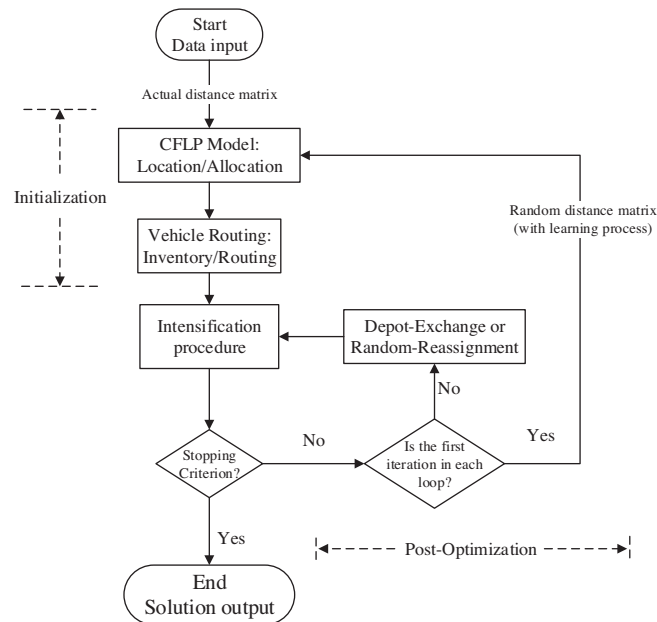 Start
Data input
Actual distance matrix
CFLP Model:
Location/Allocation
Initialization
Random distance matrix
(with learning process)
Vehicle Routing:
Inventory/Routing
Intensification
procedure
Depot-Exchange or
Random-Reassignment
No
Stopping
Criterion?
No
Is the first
iteration in each
loop?
Yes
Yes
Post-Optimization
End
Solution output